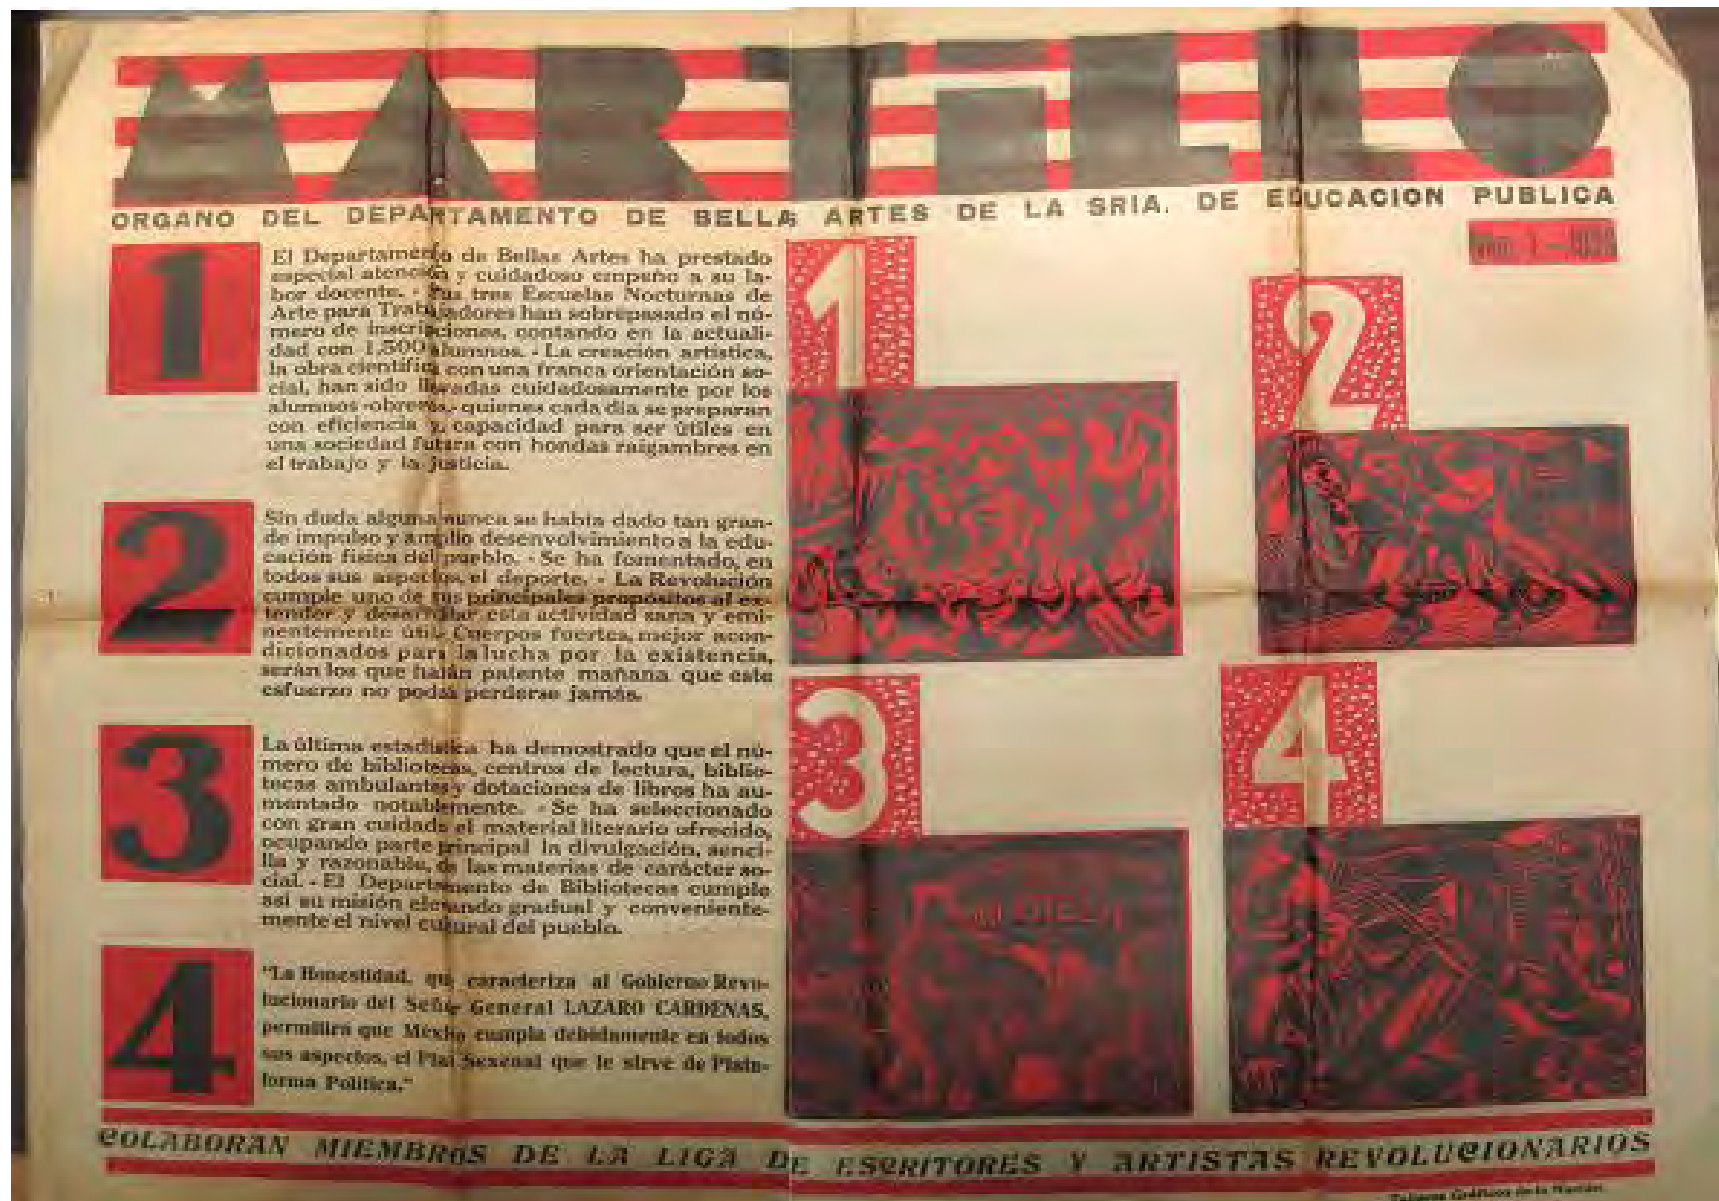 MARTILLO
ORGANO DEL DEPARTAMENTO DE BELLAS ARTES DE LA SRIA. DE EDUCACION PUBLICA
1
El Departamento de Bellas Artes ha prestado
especial atención y cuidadoso empeño a su la-
bor docente. - Sus tres Escuelas Nocturnas de
Arte para Trabajadores han sobrepasado el nú-
mero de inscripciones, contando en la actuali-
dad con 1,500 alumnos. - La creación artística,
la obra científica con una franca orientación so-
cial, han sido llevadas cuidadosamente por los
alumnos -obreros,- quienes cada día se preparan
con eficiencia y capacidad para ser útiles en
una sociedad futura con hondas raigambres en
el trabajo y la justicia.
2
Sin duda alguna nunca se había dado tan gran-
de impulso y amplio desenvolvimiento a la edu-
cación física del pueblo. - Se ha fomentado, en
todos sus aspectos, el deporte. - La Revolución
cumple uno de sus principales propósitos al ex-
tender y desarrollar esta actividad sana y emi-
nentemente útil. Cuerpos fuertes, mejor acon-
dicionados para la lucha por la existencia,
serán los que harán patente mañana que este
esfuerzo no podrá perderse jamás.
3
La última estadística ha demostrado que el nú-
mero de bibliotecas, centros de lectura, biblio-
tecas ambulantes y dotaciones de libros ha au-
mentado notablemente. - Se ha seleccionado
con gran cuidado el material literario ofrecido,
ocupando parte principal la divulgación, senci-
lla y razonable, de las materias de carácter so-
cial. - El Departamento de Bibliotecas cumple
así su misión elevando gradual y conveniente-
mente el nivel cultural del pueblo.
4
"La Honestidad, que caracteriza al Gobierno Revo-
lucionario del Señor General LAZARO CARDENAS,
permitirá que México cumpla debidamente en todos
sus aspectos, el Plan Sexenal que le sirve de Plata-
forma Política."
1
2
3
4
COLABORAN MIEMBROS DE LA LIGA DE ESCRITORES Y ARTISTAS REVOLUCIONARIOS
Talleres Gráficos de la Nación.